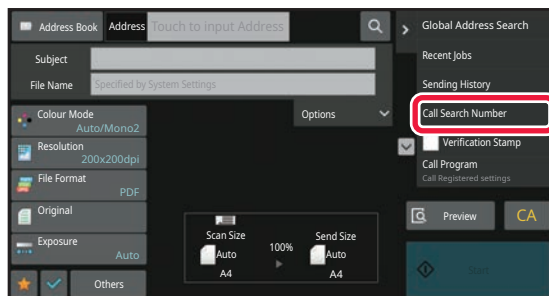 Address Book
Address
Touch to input Address
Subject
File Name
Specified by System Settings
Colour Mode
Auto/Mono2
Resolution
200x200dpi
File Format
PDF
Original
Exposure
Auto
Others
Options
Scan Size
Auto
A4
100%
Send Size
Auto
A4
Global Address Search
Recent Jobs
Sending History
Call Search Number
Verification Stamp
Call Program
Call Registered settings
Preview
CA
Start